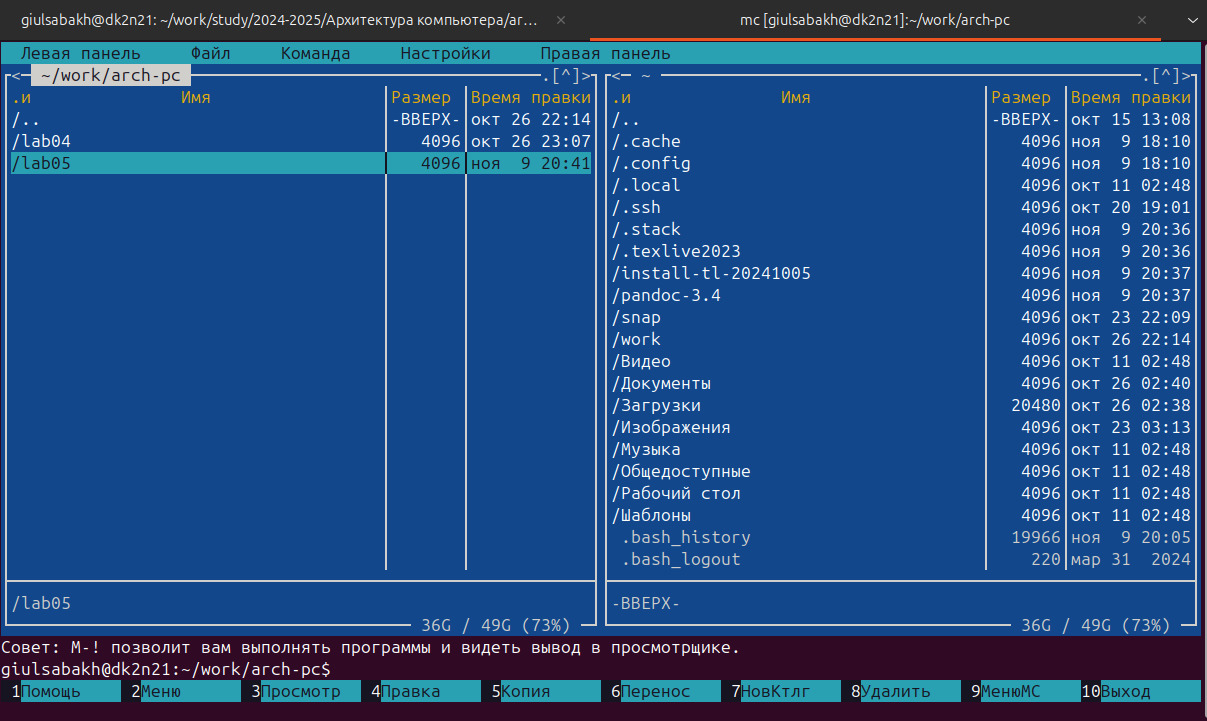 giulsabakh@dk2n21: ~/work/study/2024-2025/Архитектура компьютера/ar... × mc [giulsabakh@dk2n21]:~/work/arch-pc ×
Левая панель Файл Команда Настройки Правая панель
<─ ~/work/arch-pc .[^]> <─ ~ .[^]>
.и Имя Размер Время правки .и Имя Размер Время правки
/.. -ВВЕРХ- окт 26 22:14 /.. -ВВЕРХ- окт 15 13:08
/lab04 4096 окт 26 23:07 /.cache 4096 ноя 9 18:10
/lab05 4096 ноя 9 20:41 /.config 4096 ноя 9 18:10
/.local 4096 окт 11 02:48
/.ssh 4096 окт 20 19:01
/.stack 4096 ноя 9 20:36
/.texlive2023 4096 ноя 9 20:36
/install-tl-20241005 4096 ноя 9 20:37
/pandoc-3.4 4096 ноя 9 20:37
/snap 4096 окт 23 22:09
/work 4096 окт 26 22:14
/Видео 4096 окт 11 02:48
/Документы 4096 окт 26 02:40
/Загрузки 20480 окт 26 02:38
/Изображения 4096 окт 23 03:13
/Музыка 4096 окт 11 02:48
/Общедоступные 4096 окт 11 02:48
/Рабочий стол 4096 окт 11 02:48
/Шаблоны 4096 окт 11 02:48
.bash_history 19966 ноя 9 20:05
.bash_logout 220 мар 31 2024
/lab05 -ВВЕРХ-
36G / 49G (73%) 36G / 49G (73%)
Совет: M-! позволит вам выполнять программы и видеть вывод в просмотрщике.
giulsabakh@dk2n21:~/work/arch-pc$
1Помощь 2Меню 3Просмотр 4Правка 5Копия 6Перенос 7НовКтлг 8Удалить 9МенюMC 10Выход